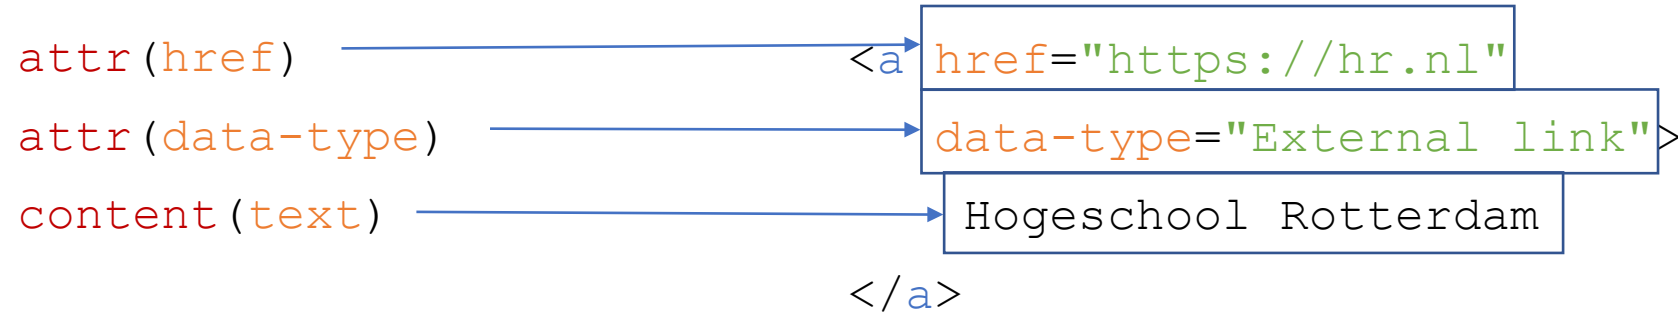 attr(href) <a href="https://hr.nl"
attr(data-type) data-type="External link">
content(text) Hogeschool Rotterdam
</a>